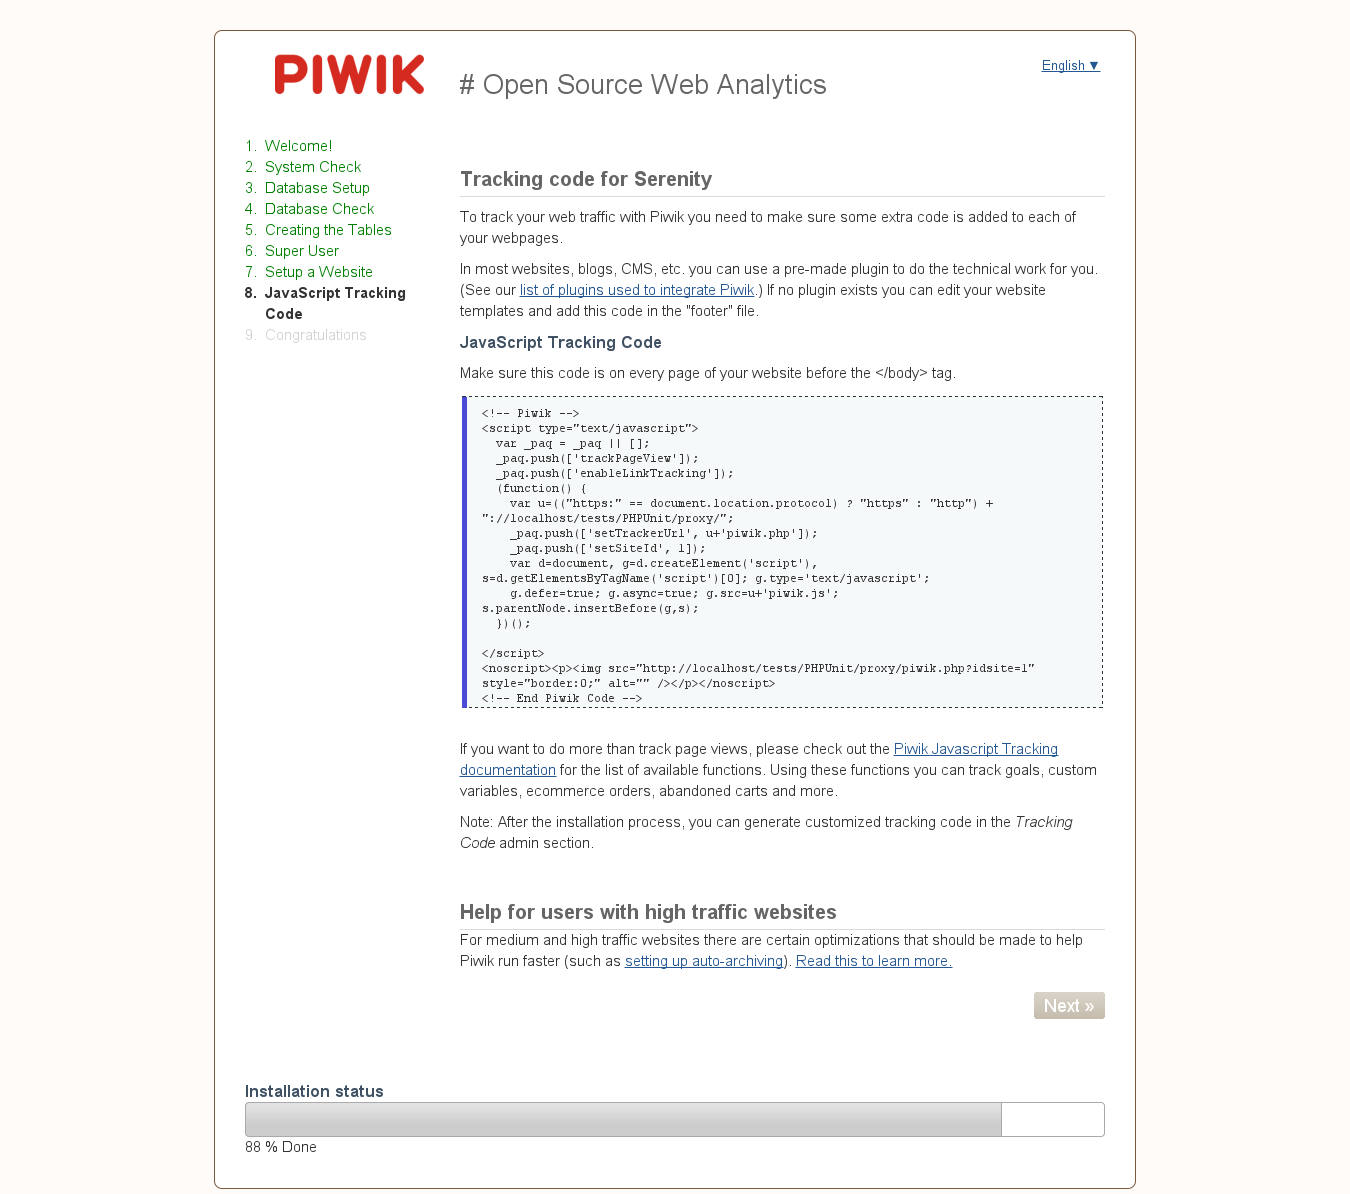 PIWIK
# Open Source Web Analytics
English ▼
1. Welcome!
2. System Check
3. Database Setup
4. Database Check
5. Creating the Tables
6. Super User
7. Setup a Website
8. JavaScript Tracking
Code
9. Congratulations
Tracking code for Serenity
To track your web traffic with Piwik you need to make sure some extra code is added to each of
your webpages.
In most websites, blogs, CMS, etc. you can use a pre-made plugin to do the technical work for you.
(See our list of plugins used to integrate Piwik.) If no plugin exists you can edit your website
templates and add this code in the "footer" file.
JavaScript Tracking Code
Make sure this code is on every page of your website before the </body> tag.
<!-- Piwik -->
<script type="text/javascript">
  var _paq = _paq || [];
  _paq.push(['trackPageView']);
  _paq.push(['enableLinkTracking']);
  (function() {
    var u=(("https:" == document.location.protocol) ? "https" : "http") +
"://localhost/tests/PHPUnit/proxy/";
    _paq.push(['setTrackerUrl', u+'piwik.php']);
    _paq.push(['setSiteId', 1]);
    var d=document, g=d.createElement('script'),
s=d.getElementsByTagName('script')[0]; g.type='text/javascript';
    g.defer=true; g.async=true; g.src=u+'piwik.js';
s.parentNode.insertBefore(g,s);
  })();
</script>
<noscript><p><img src="http://localhost/tests/PHPUnit/proxy/piwik.php?idsite=1"
style="border:0;" alt="" /></p></noscript>
<!-- End Piwik Code -->
If you want to do more than track page views, please check out the Piwik Javascript Tracking
documentation for the list of available functions. Using these functions you can track goals, custom
variables, ecommerce orders, abandoned carts and more.
Note: After the installation process, you can generate customized tracking code in the Tracking
Code admin section.
Help for users with high traffic websites
For medium and high traffic websites there are certain optimizations that should be made to help
Piwik run faster (such as setting up auto-archiving). Read this to learn more.
Next »
Installation status
88 % Done